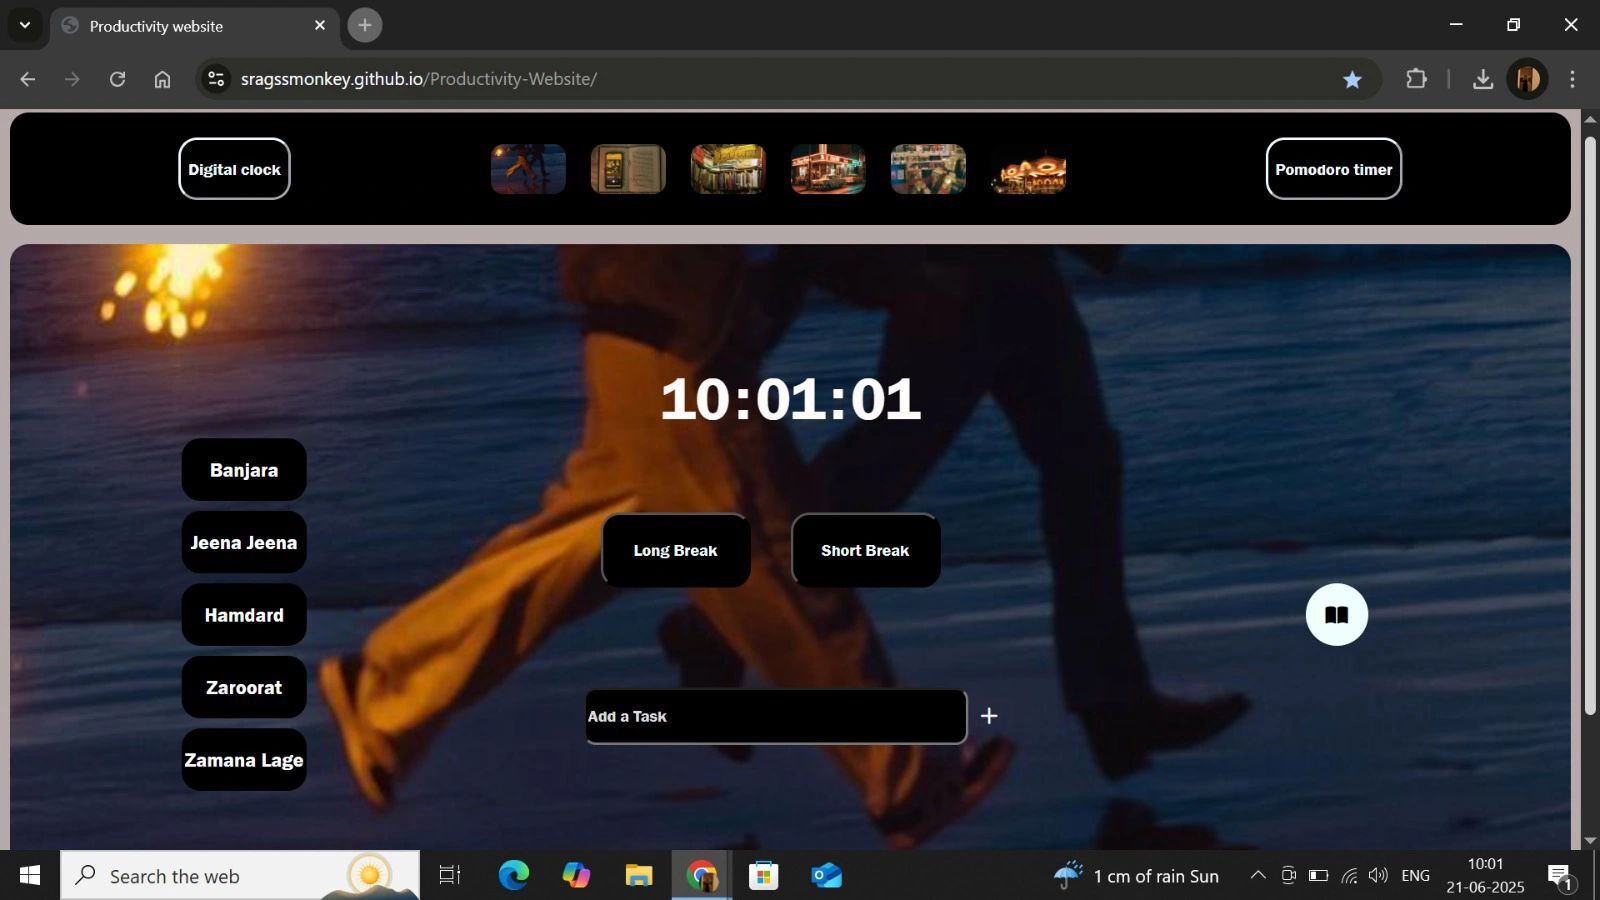 Productivity website
sragssmonkey.github.io/Productivity-Website/
Digital clock
Pomodoro timer
10:01:01
Banjara
Jeena Jeena
Hamdard
Zaroorat
Zamana Lage
Long Break
Short Break
Add a Task
Search the web
1 cm of rain Sun
ENG
10:01
21-06-2025
1